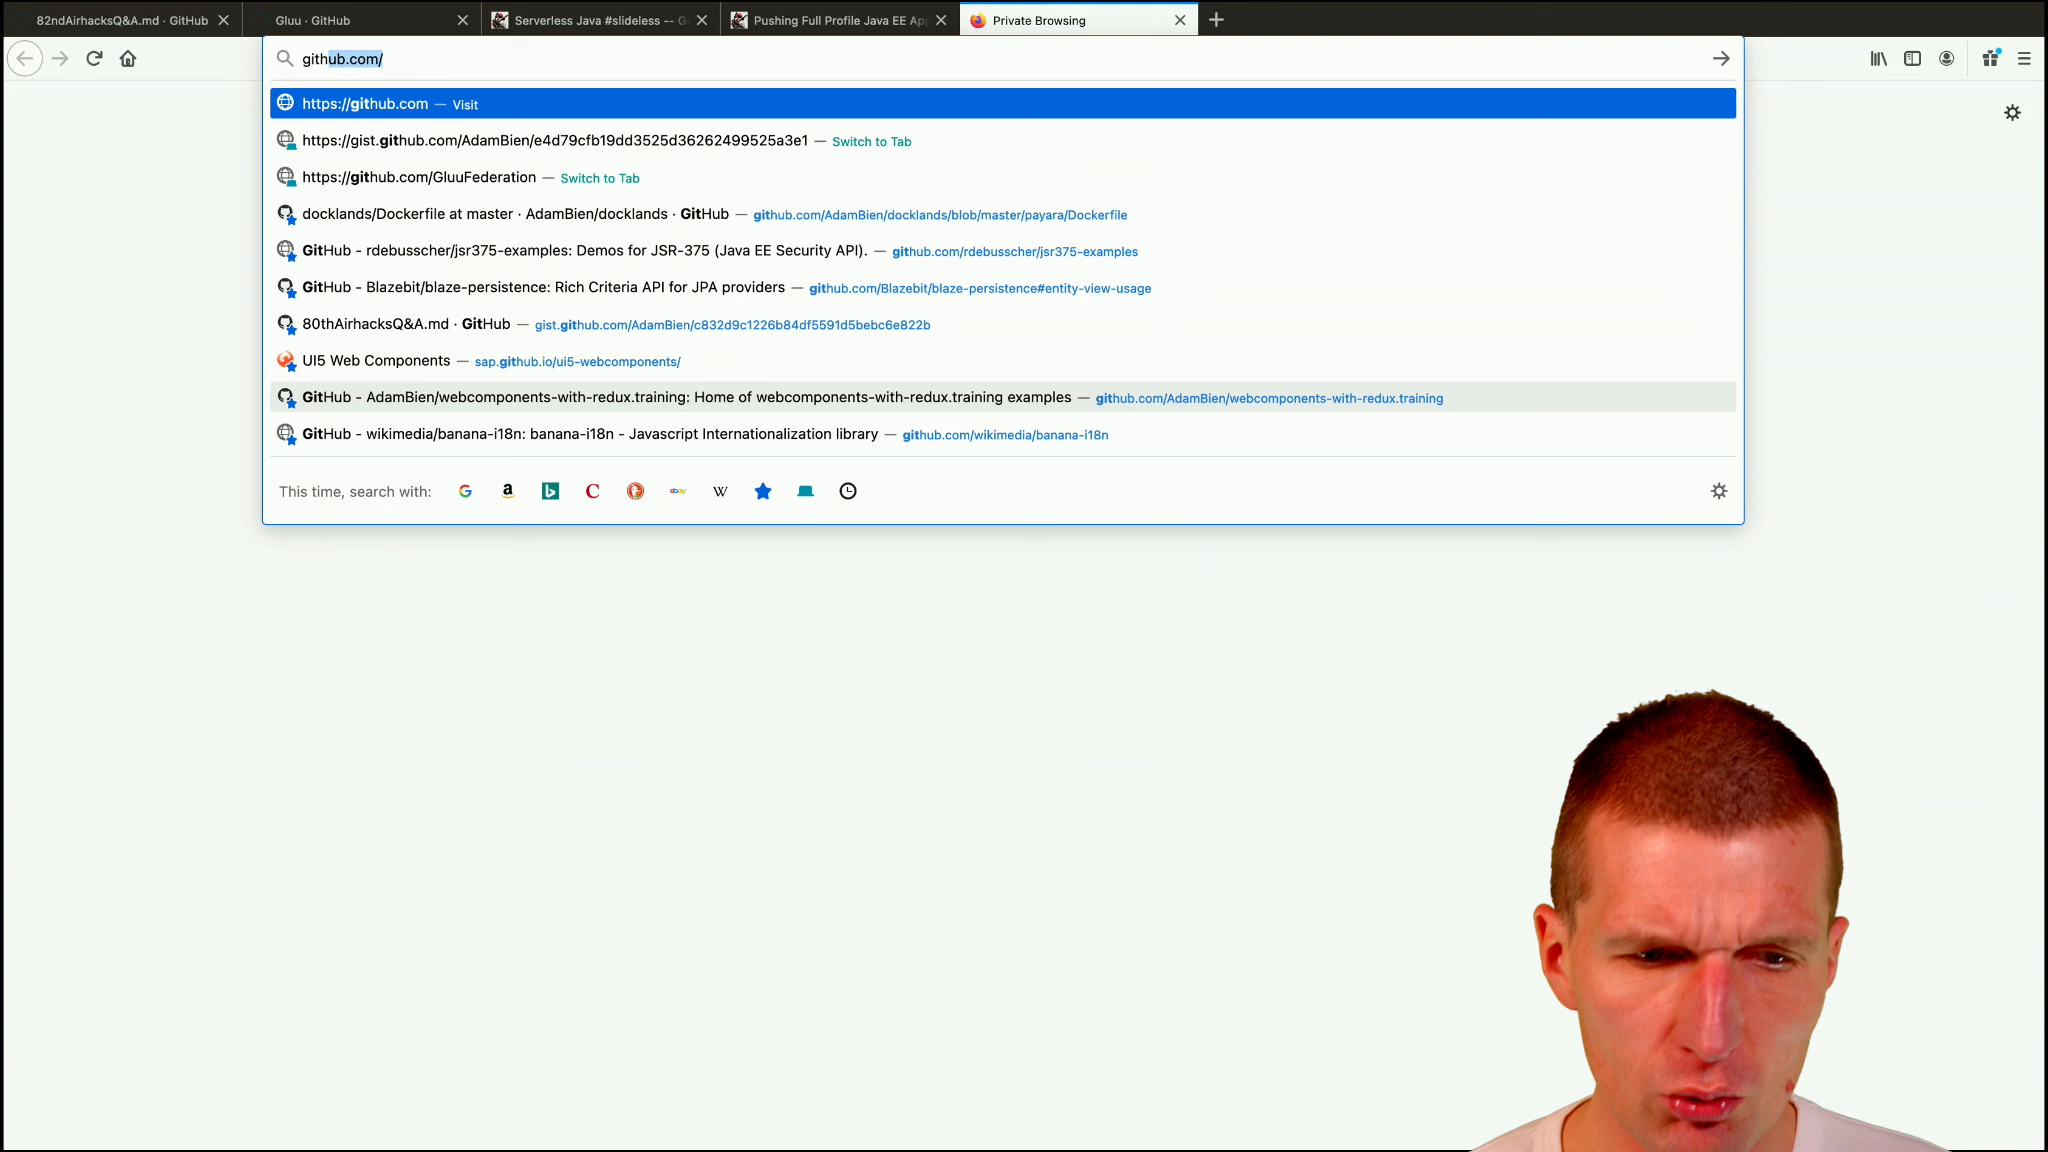 82ndAirhacksQ&A.md · GitHub
Gluu · GitHub
Serverless Java #slideless -- G
Pushing Full Profile Java EE Ap
Private Browsing
github.com/
https://github.com — Visit
https://gist.github.com/AdamBien/e4d79cfb19dd3525d36262499525a3e1 — Switch to Tab
https://github.com/GluuFederation — Switch to Tab
docklands/Dockerfile at master · AdamBien/docklands · GitHub — github.com/AdamBien/docklands/blob/master/payara/Dockerfile
GitHub - rdebusscher/jsr375-examples: Demos for JSR-375 (Java EE Security API). — github.com/rdebusscher/jsr375-examples
GitHub - Blazebit/blaze-persistence: Rich Criteria API for JPA providers — github.com/Blazebit/blaze-persistence#entity-view-usage
80thAirhacksQ&A.md · GitHub — gist.github.com/AdamBien/c832d9c1226b84df5591d5bebc6e822b
UI5 Web Components — sap.github.io/ui5-webcomponents/
GitHub - AdamBien/webcomponents-with-redux.training: Home of webcomponents-with-redux.training examples — github.com/AdamBien/webcomponents-with-redux.training
GitHub - wikimedia/banana-i18n: banana-i18n - Javascript Internationalization library — github.com/wikimedia/banana-i18n
This time, search with: